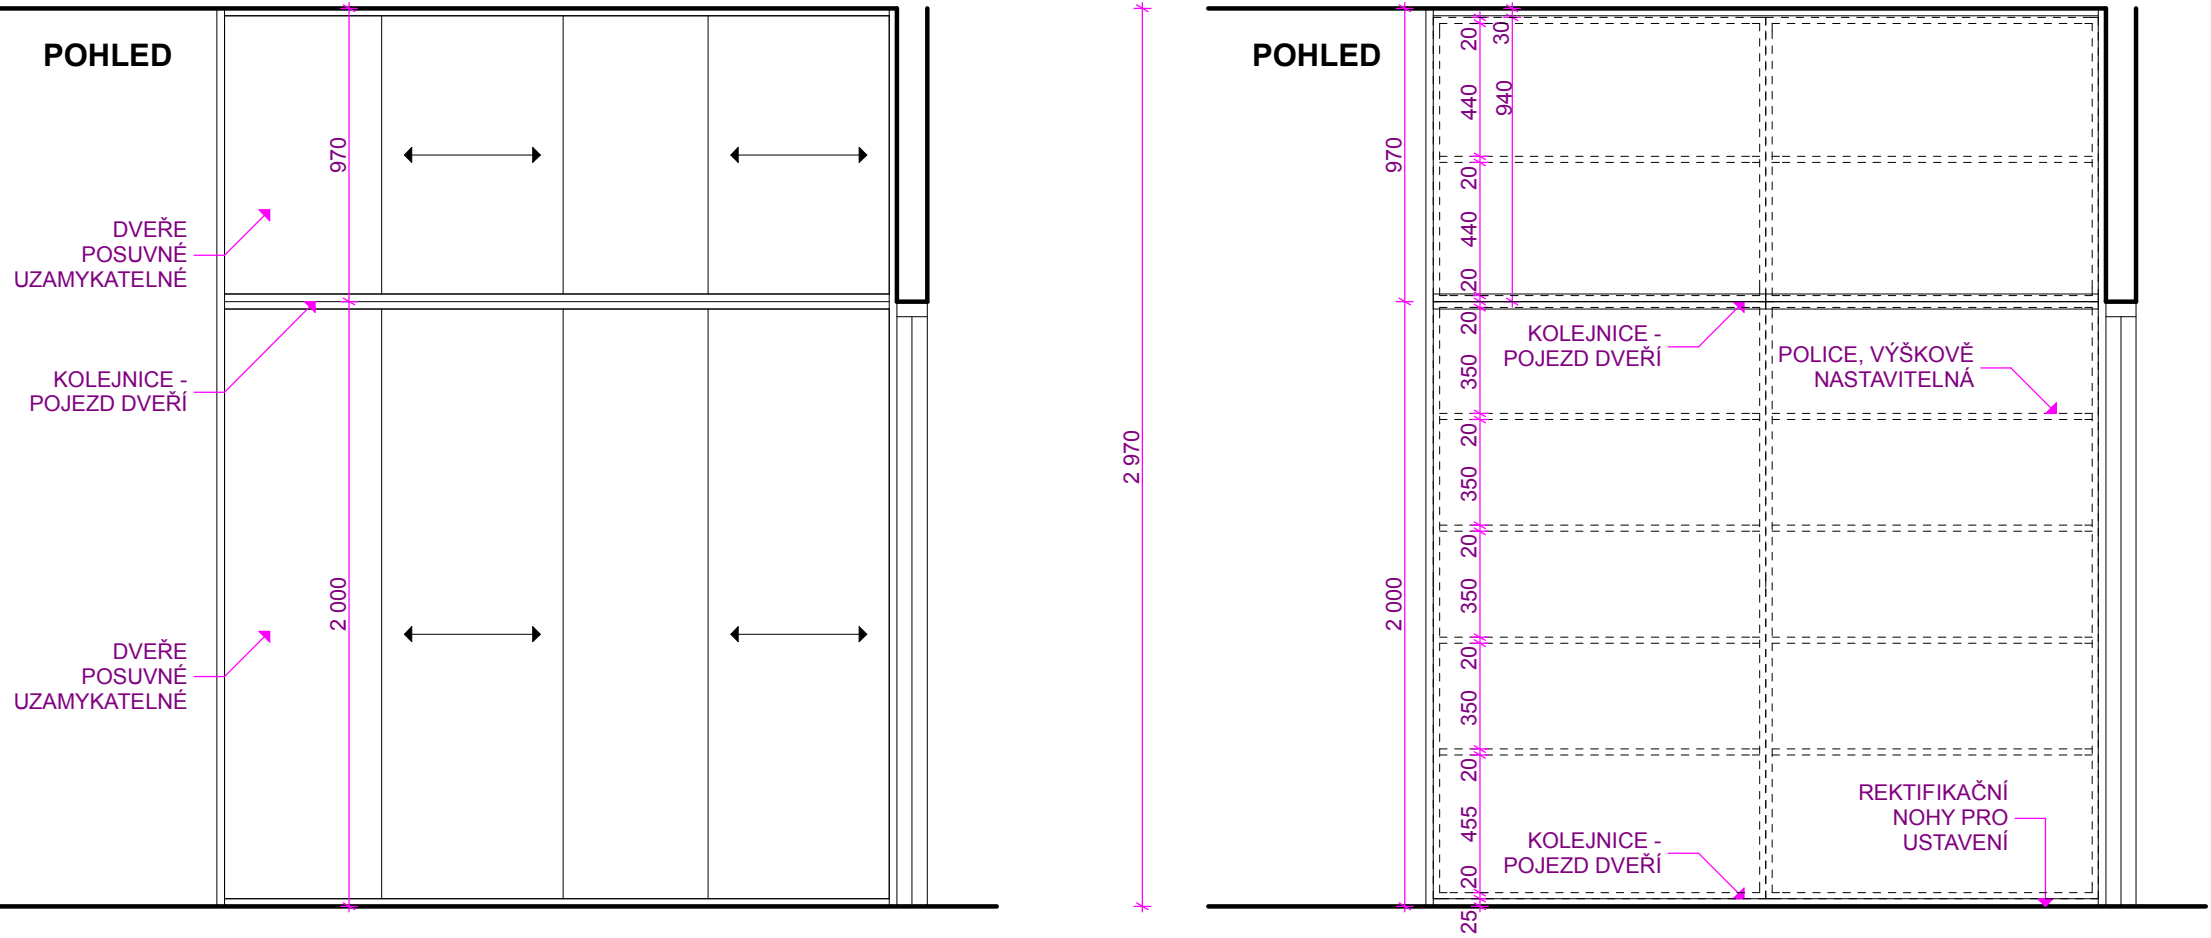 POHLED
970
DVEŘE
POSUVNÉ
UZAMYKATELNÉ
KOLEJNICE -
POJEZD DVEŘÍ
2 000
DVEŘE
POSUVNÉ
UZAMYKATELNÉ
2 970
POHLED
970
2 000
20
440
20
440
20
20
350
20
350
20
350
20
350
20
455
20
25
30
940
KOLEJNICE -
POJEZD DVEŘÍ
POLICE, VÝŠKOVĚ
NASTAVITELNÁ
KOLEJNICE -
POJEZD DVEŘÍ
REKTIFIKAČNÍ
NOHY PRO
USTAVENÍ